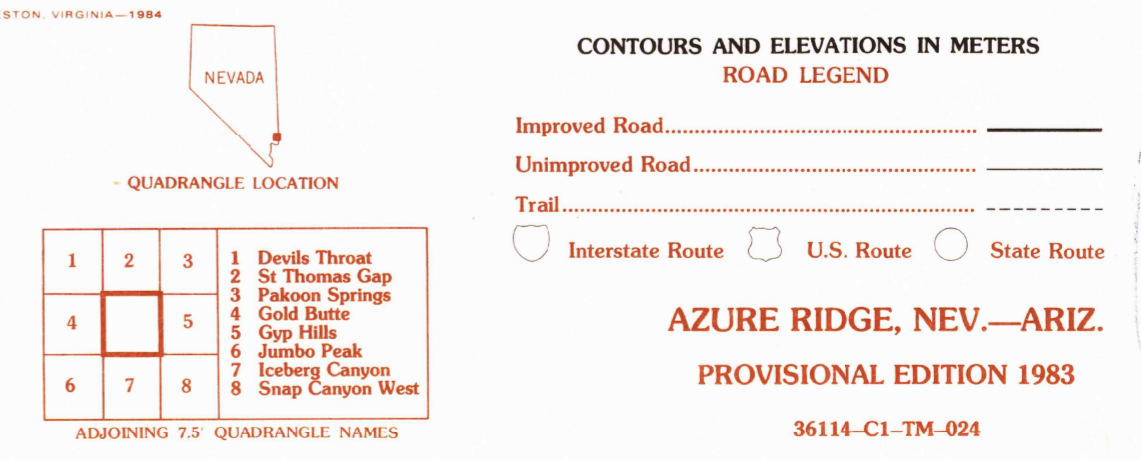 VIRGINIA—1984
NEVADA
QUADRANGLE LOCATION
1 2 3
4 5
6 7 8
1 Devils Throat
2 St Thomas Gap
3 Pakoon Springs
4 Gold Butte
5 Gyp Hills
6 Jumbo Peak
7 Iceberg Canyon
8 Snap Canyon West
ADJOINING 7.5' QUADRANGLE NAMES
CONTOURS AND ELEVATIONS IN METERS
ROAD LEGEND
Improved Road
Unimproved Road
Trail
Interstate Route U.S. Route State Route
AZURE RIDGE, NEV.—ARIZ.
PROVISIONAL EDITION 1983
36114–C1–TM–024